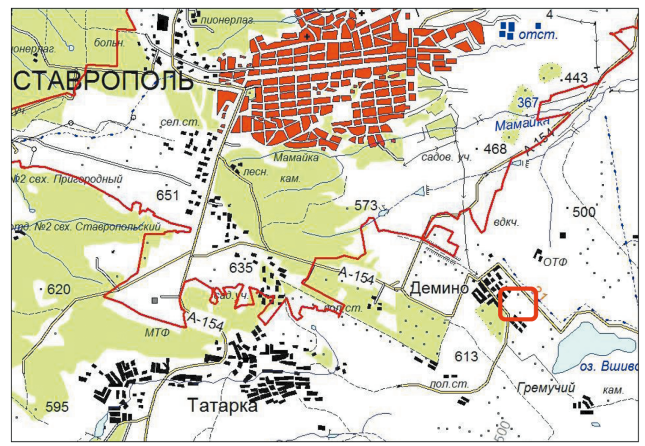 пионерлаг.
4
больн.
отст.
СТАВРОПОЛЬ
443
367
Мамайка
А-154
сел.ст.
468
Мамайка
садов. уч.
лесн.
кам.
№2 свх. Пригородный
651
573
500
вдкч.
№2 свх. Ставропольский
ОТФ
635
А-154
620
Демино
сад.уч.
пол.ст.
А-154
МТФ
613
оз.
пол.ст.
Гремучий
кам.
595
Татарка
500